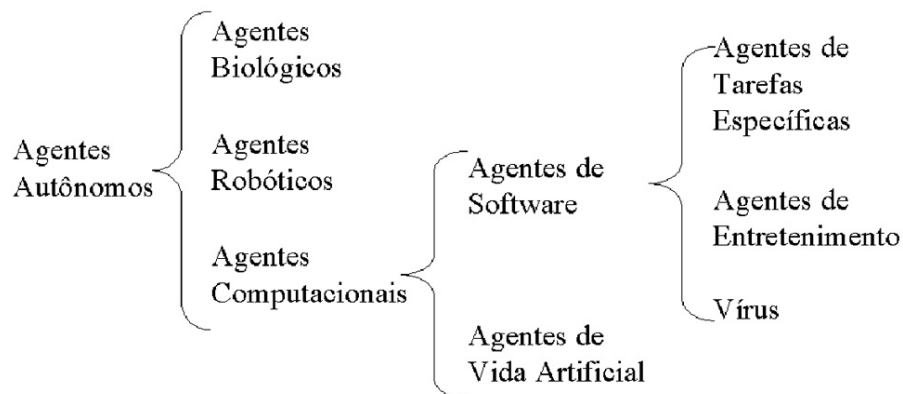 Agentes
Autônomos
Agentes
Biológicos
Agentes
Robóticos
Agentes
Computacionais
Agentes de
Software
Agentes de
Vida Artificial
Agentes de
Tarefas
Específicas
Agentes de
Entretenimento
Vírus